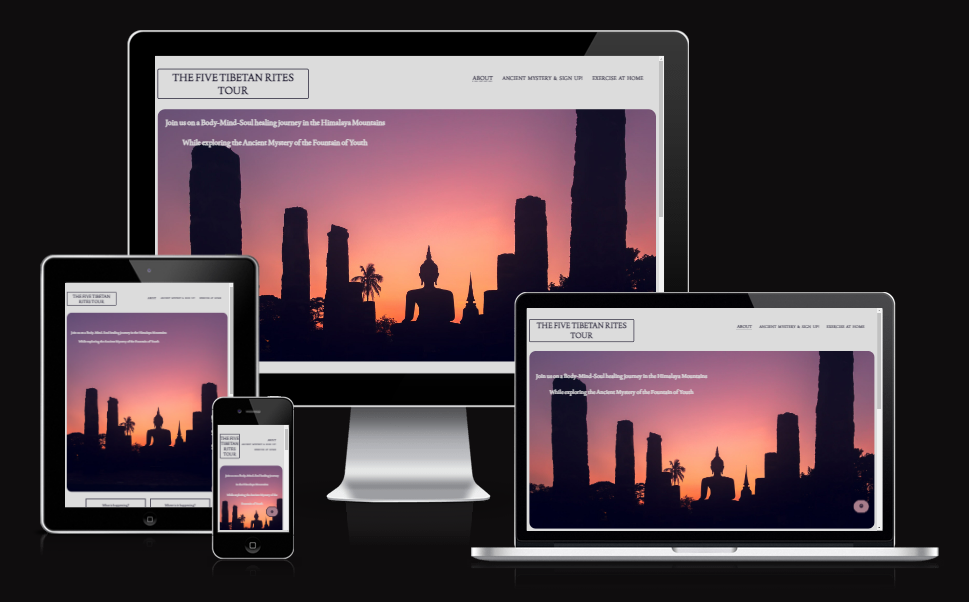 THE FIVE TIBETAN RITES
TOUR
ABOUT
ANCIENT MYSTERY & SIGN UP!
EXERCISE AT HOME
Join us on a Body-Mind-Soul healing journey in the Himalaya Mountains
While exploring the Ancient Mystery of the Fountain of Youth
THE FIVE TIBETAN
RITES TOUR
ABOUT
ANCIENT MYSTERY & SIGN UP!
EXERCISE AT HOME
Join us on a Body-Mind-Soul healing journey in the Himalaya Mountains
While exploring the Ancient Mystery of the Fountain of Youth
THE FIVE
TIBETAN
RITES
TOUR
ABOUT
ANCIENT MYSTERY & SIGN UP!
EXERCISE AT HOME
Join us on a Body-Mind-Soul healing journey
in the Himalaya Mountains
While exploring the Ancient Mystery of the
Fountain of Youth
THE FIVE TIBETAN RITES
TOUR
ABOUT
ANCIENT MYSTERY & SIGN UP!
EXERCISE AT HOME
Join us on a Body-Mind-Soul healing journey in the Himalaya Mountains
While exploring the Ancient Mystery of the Fountain of Youth